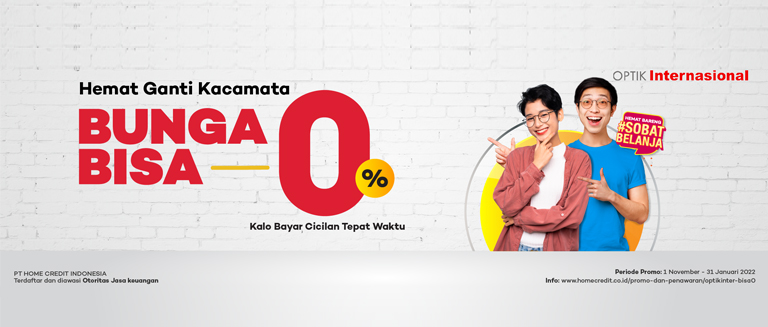 OPTIK Internasional
Hemat Ganti Kacamata
BUNGA
BISA
0%
Kalo Bayar Cicilan Tepat Waktu
HEMAT BARENG
#SOBAT
BELANJA
PT HOME CREDIT INDONESIA
Terdaftar dan diawasi Otoritas Jasa keuangan
Periode Promo: 1 November - 31 Januari 2022
Info: www.homecredit.co.id/promo-dan-penawaran/optikinter-bisa0